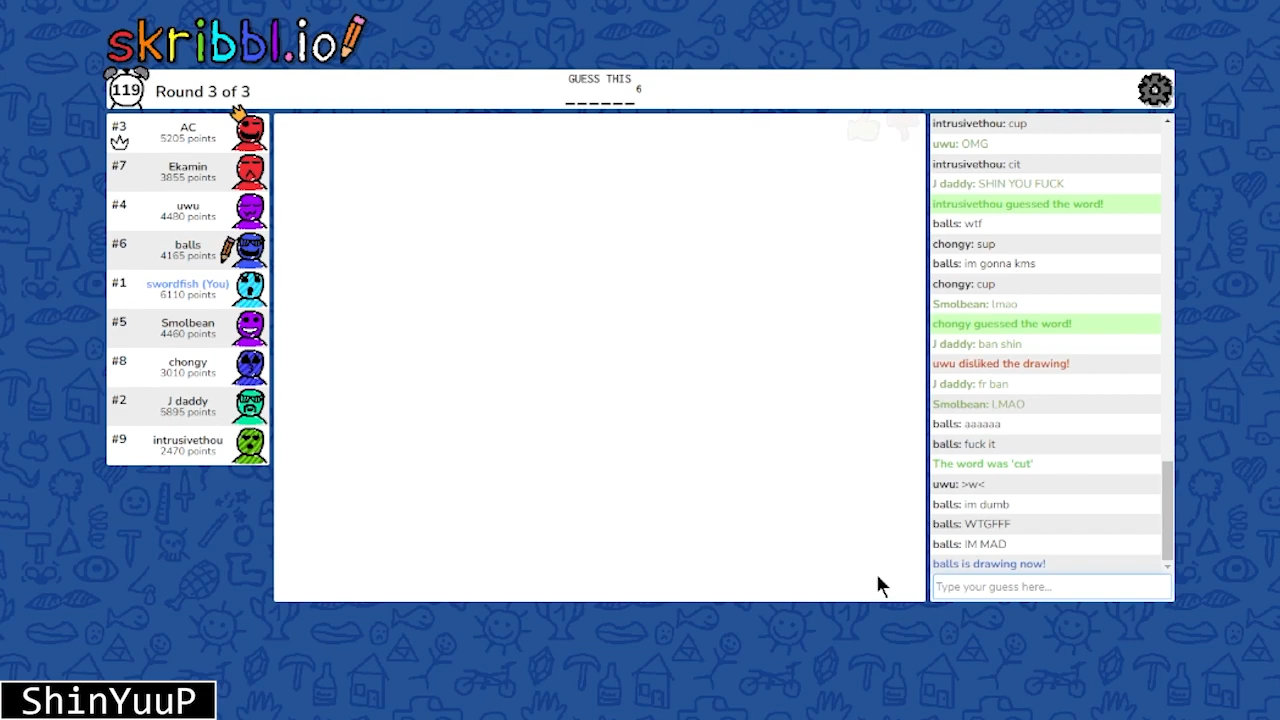 skribbl.io
119
Round 3 of 3
GUESS THIS
______ 6
#3 AC
5205 points
#7 Ekamin
3855 points
#4 uwu
4480 points
#6 balls
4165 points
#1 swordfish (You)
6110 points
#5 Smolbean
4460 points
#8 chongy
3010 points
#2 J daddy
5895 points
#9 intrusivethou
2470 points
intrusivethou: cup
uwu: OMG
intrusivethou: cit
J daddy: SHIN YOU FUCK
intrusivethou guessed the word!
balls: wtf
chongy: sup
balls: im gonna kms
chongy: cup
Smolbean: lmao
chongy guessed the word!
J daddy: ban shin
uwu disliked the drawing!
J daddy: fr ban
Smolbean: LMAO
balls: aaaaaa
balls: fuck it
The word was 'cut'
uwu: >w<
balls: im dumb
balls: WTGFFF
balls: IM MAD
balls is drawing now!
Type your guess here...
ShinYuuP